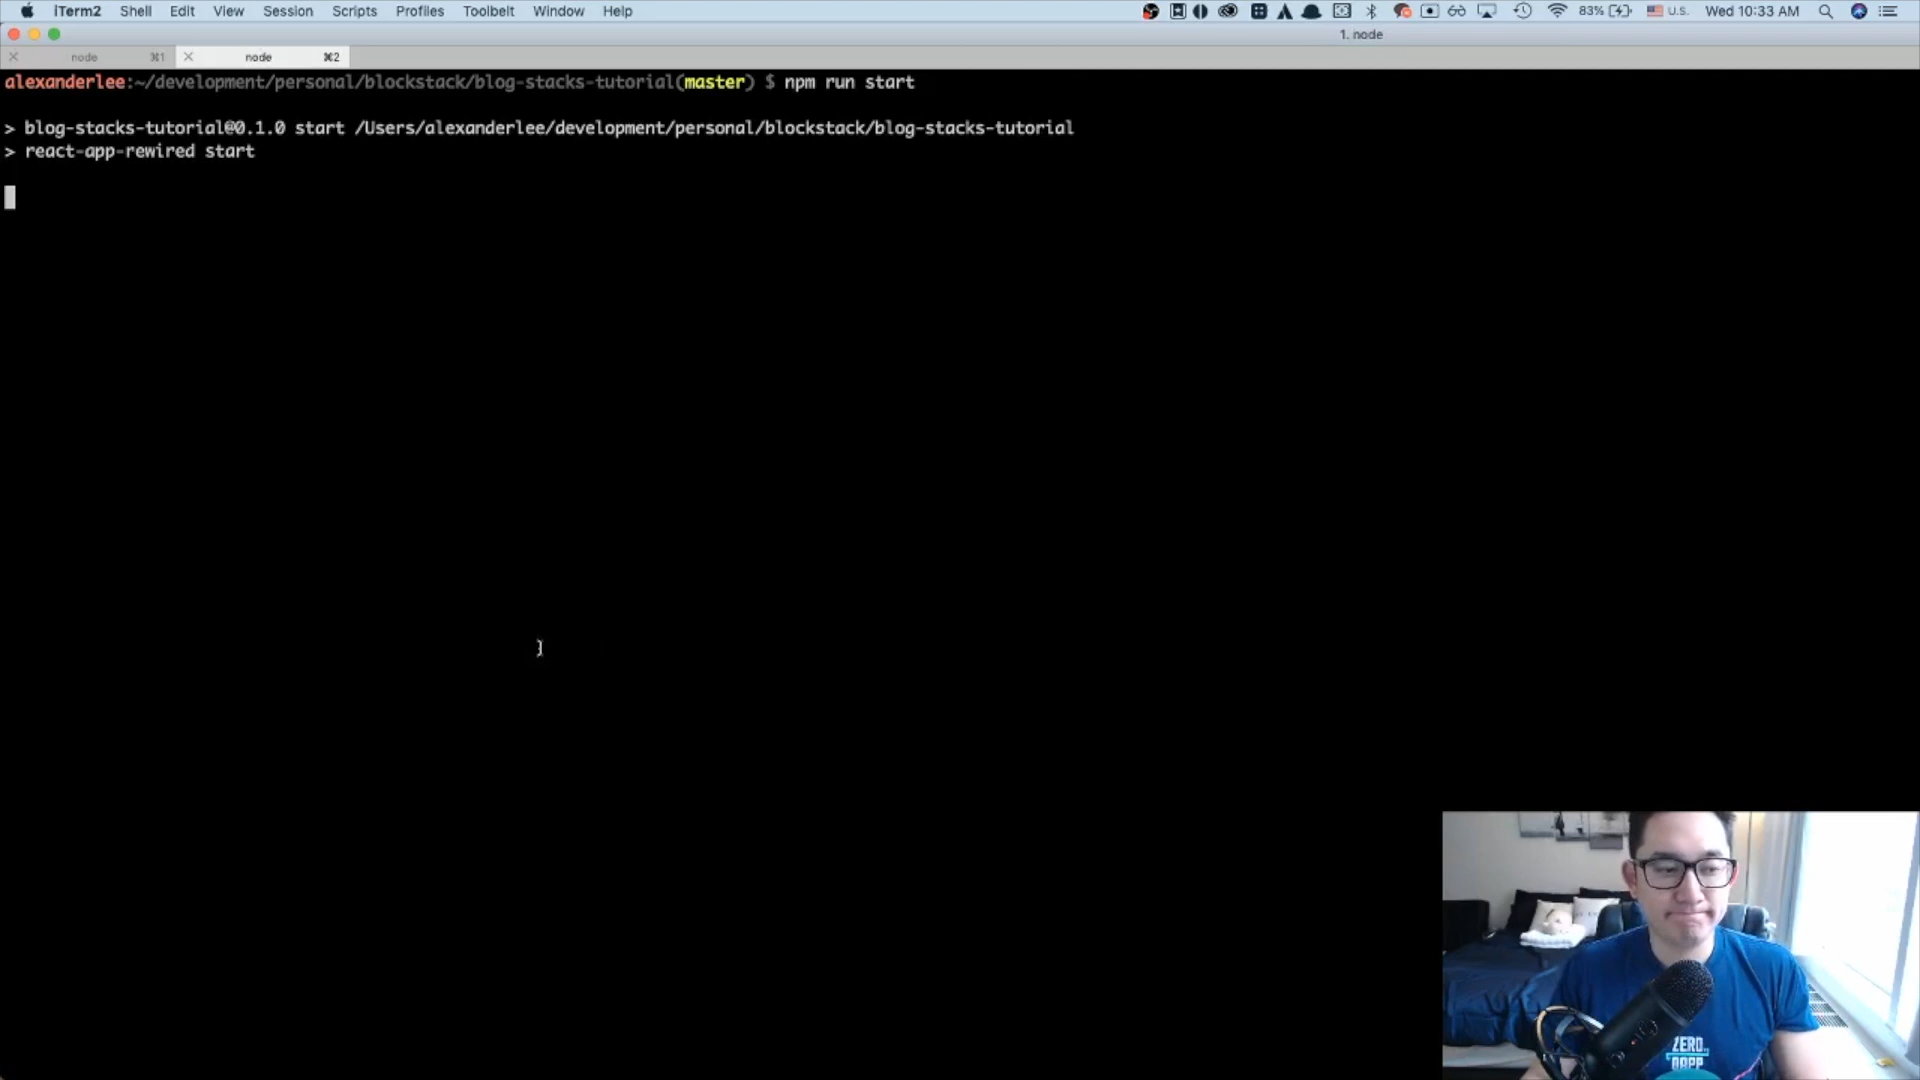 iTerm2 Shell Edit View Session Scripts Profiles Toolbelt Window Help 83% U.S. Wed 10:33 AM
1. node
node ⌘1 node ⌘2
alexanderlee:~/development/personal/blockstack/blog-stacks-tutorial(master) $ npm run start
> blog-stacks-tutorial@0.1.0 start /Users/alexanderlee/development/personal/blockstack/blog-stacks-tutorial
> react-app-rewired start
ZERO
DAPP